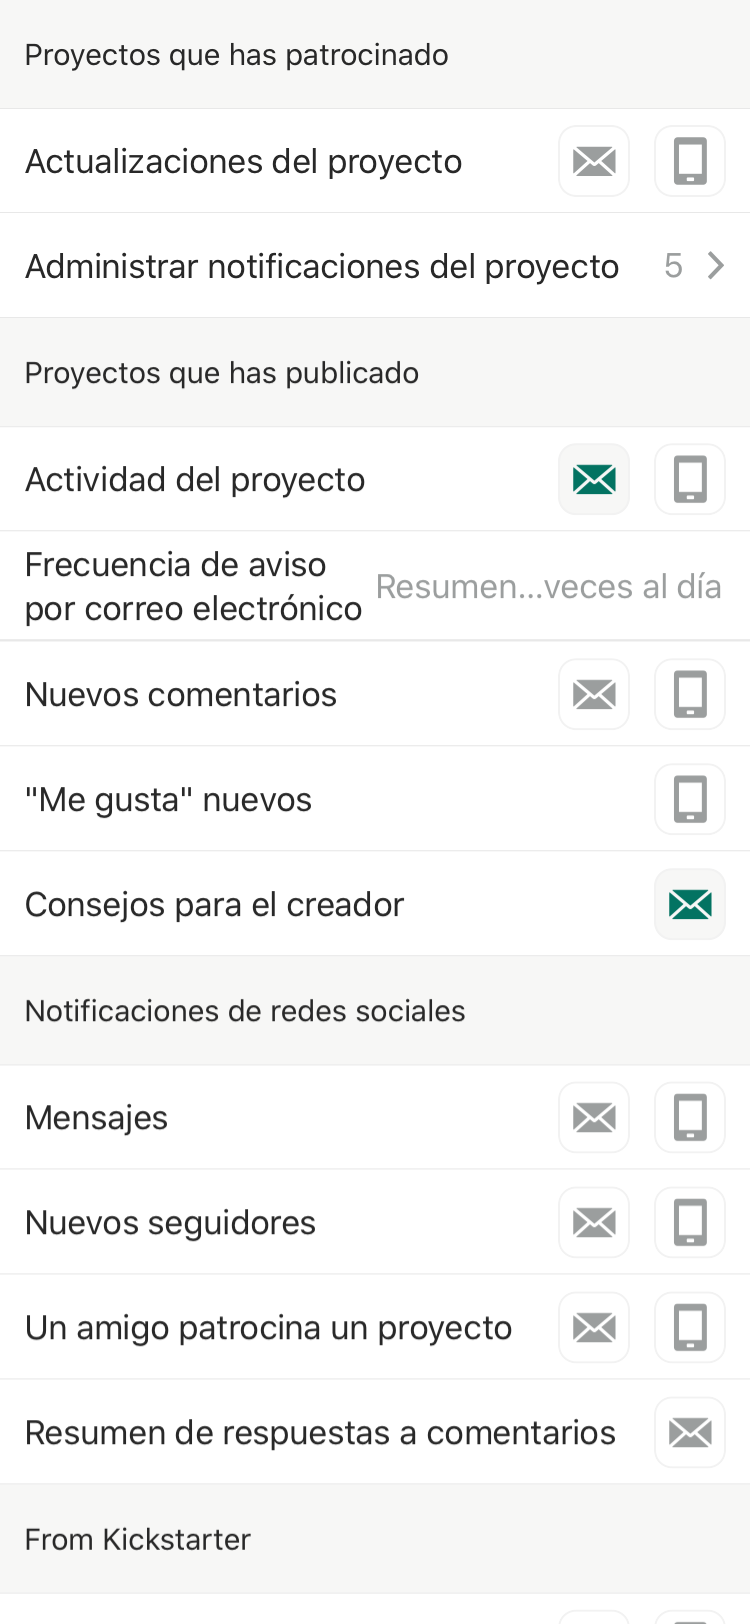 Proyectos que has patrocinado
Actualizaciones del proyecto
Administrar notificaciones del proyecto 5
Proyectos que has publicado
Actividad del proyecto
Frecuencia de aviso
por correo electrónico
Resumen...veces al día
Nuevos comentarios
"Me gusta" nuevos
Consejos para el creador
Notificaciones de redes sociales
Mensajes
Nuevos seguidores
Un amigo patrocina un proyecto
Resumen de respuestas a comentarios
From Kickstarter